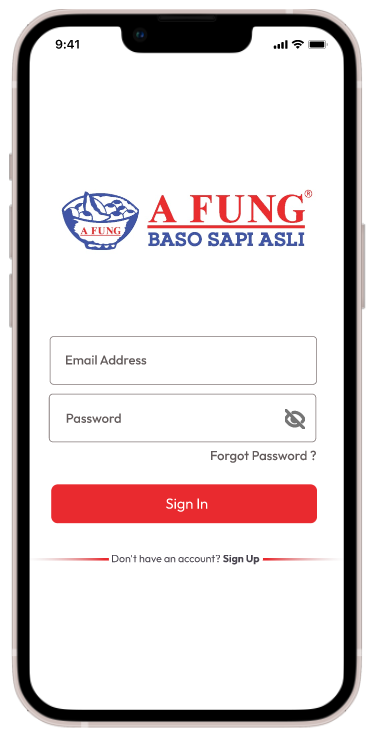 9:41
A FUNG®
BASO SAPI ASLI
A FUNG
Email Address
Password
Forgot Password ?
Sign In
Don't have an account? Sign Up